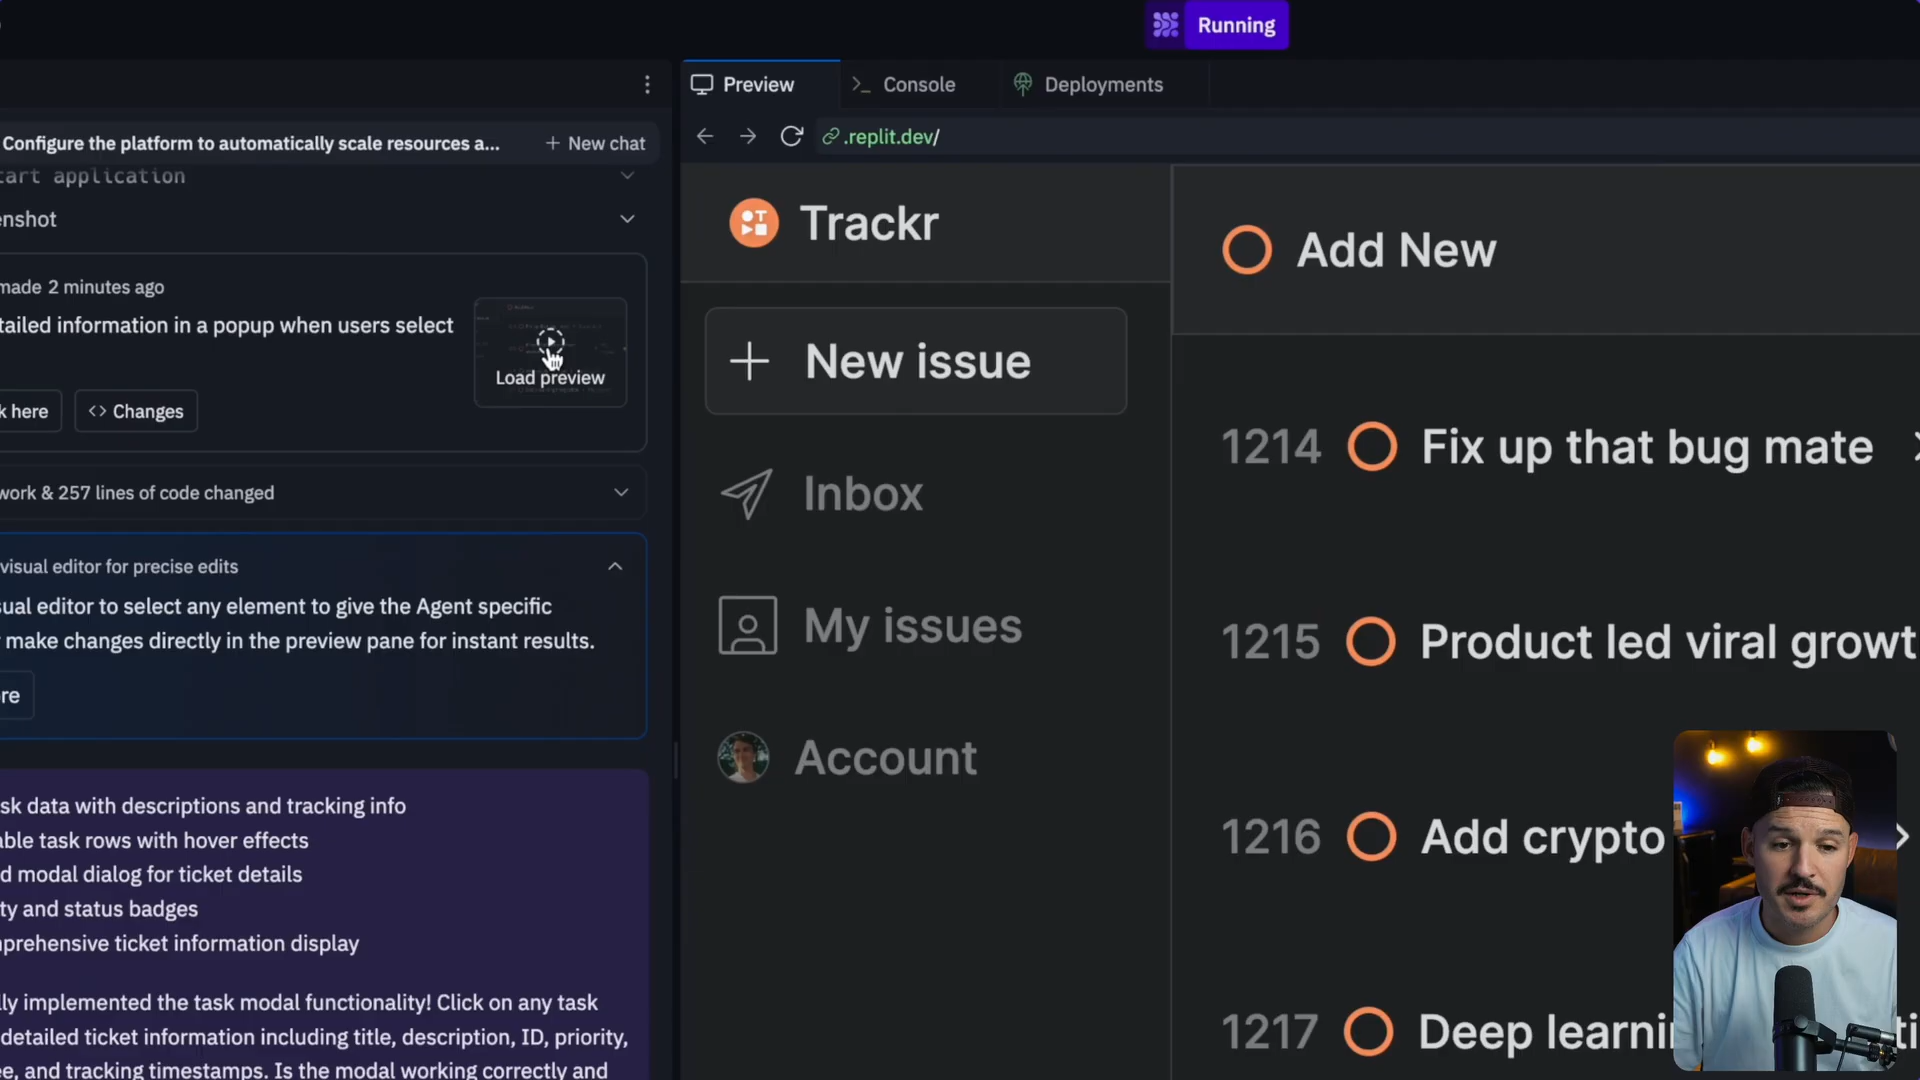 Running
Preview
Console
Deployments
Configure the platform to automatically scale resources a...
+ New chat
.replit.dev/
tart application
enshot
made 2 minutes ago
tailed information in a popup when users select
Load preview
k here
<> Changes
work & 257 lines of code changed
visual editor for precise edits
sual editor to select any element to give the Agent specific
r make changes directly in the preview pane for instant results.
ore
sk data with descriptions and tracking info
able task rows with hover effects
d modal dialog for ticket details
ty and status badges
mprehensive ticket information display
lly implemented the task modal functionality! Click on any task
detailed ticket information including title, description, ID, priority,
ee, and tracking timestamps. Is the modal working correctly and
Trackr
+ New issue
Inbox
My issues
Account
Add New
1214 Fix up that bug mate
1215 Product led viral growt
1216 Add crypto
1217 Deep learni